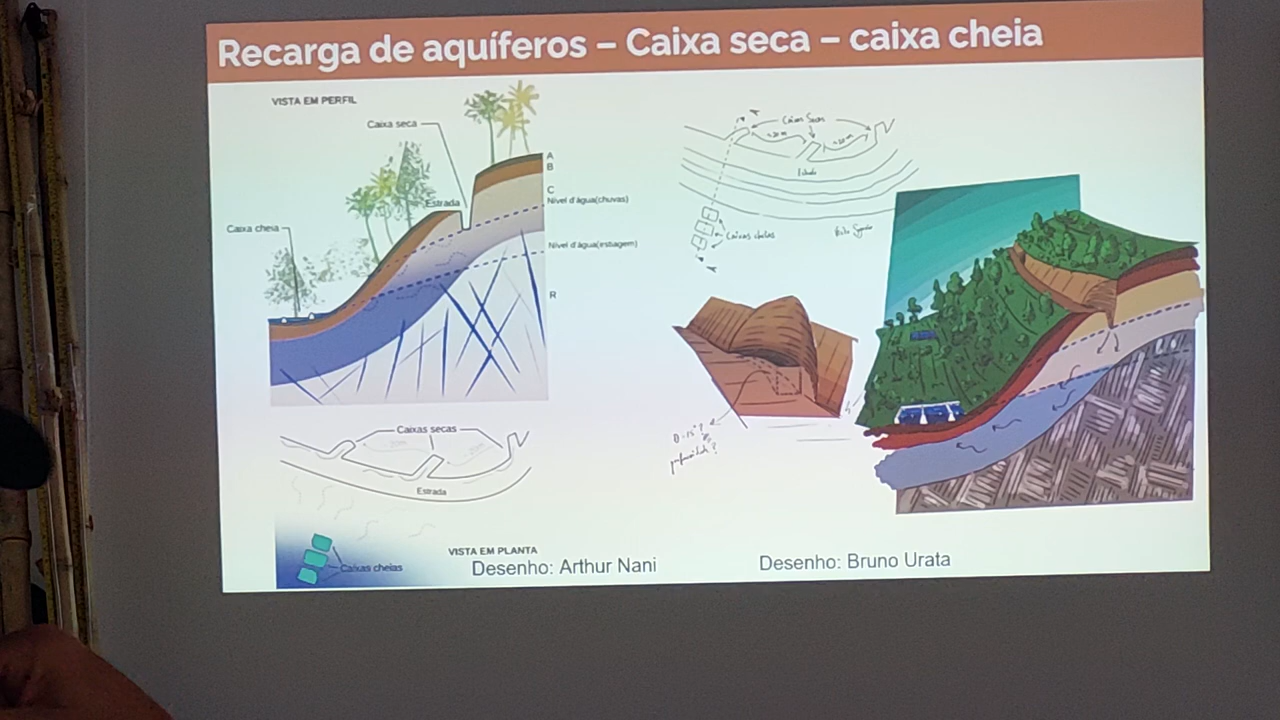 Recarga de aquíferos – Caixa seca – caixa cheia
VISTA EM PERFIL
Caixa seca
Estrada
Caixa cheia
A
B
C
Nível d'água(chuvas)
Nível d'água(estiagem)
R
Caixas secas
Estrada
Caixas cheias
VISTA EM PLANTA
Desenho: Arthur Nani
Caixas Secas
Caixas cheias
Desenho: Bruno Urata